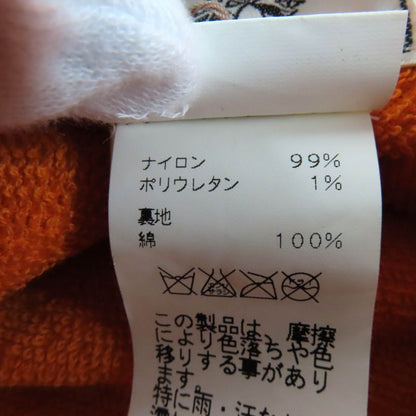 ナイロン 99%
ポリウレタン 1%
裏地
綿 100%
この製品は、摩擦
により色落ちや色
移りする事があり
ます。
特に雨・汗